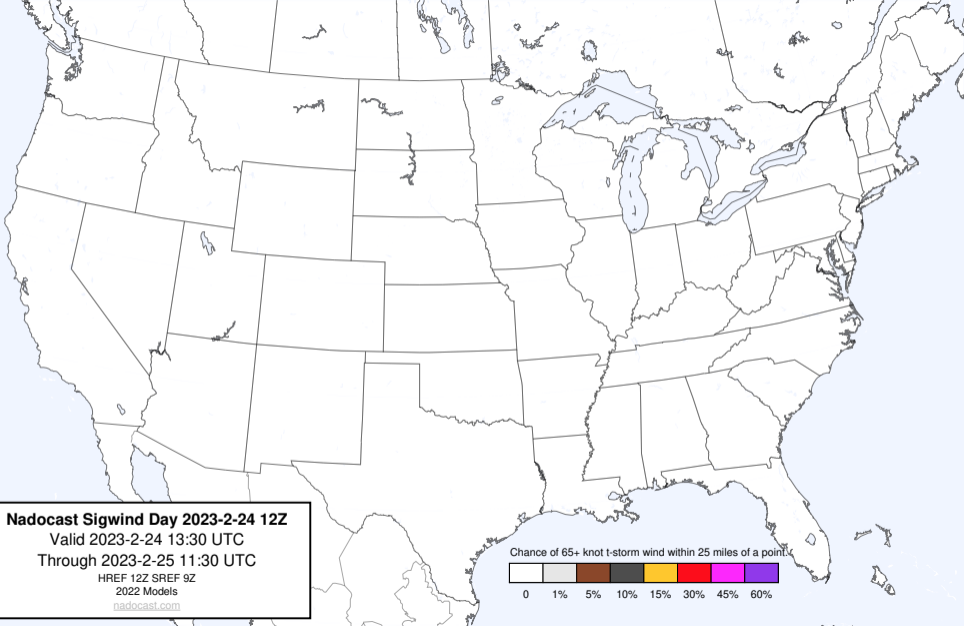 Nadocast Sigwind Day 2023-2-24 12Z
Valid 2023-2-24 13:30 UTC
Through 2023-2-25 11:30 UTC
HREF 12Z SREF 9Z
2022 Models
nadocast.com
Chance of 65+ knot t-storm wind within 25 miles of a point.
0 1% 5% 10% 15% 30% 45% 60%